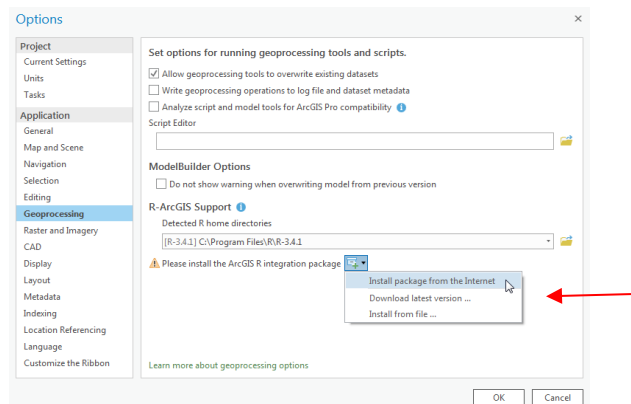 Options
Project
Current Settings
Units
Tasks
Application
General
Map and Scene
Navigation
Selection
Editing
Geoprocessing
Raster and Imagery
CAD
Display
Layout
Metadata
Indexing
Location Referencing
Language
Customize the Ribbon
Set options for running geoprocessing tools and scripts.
Allow geoprocessing tools to overwrite existing datasets
Write geoprocessing operations to log file and dataset metadata
Analyze script and model tools for ArcGIS Pro compatibility
Script Editor
ModelBuilder Options
Do not show warning when overwriting model from previous version
R-ArcGIS Support
Detected R home directories
[R-3.4.1] C:\Program Files\R\R-3.4.1
Please install the ArcGIS R integration package
Install package from the Internet
Download latest version ...
Install from file ...
Learn more about geoprocessing options
OK Cancel